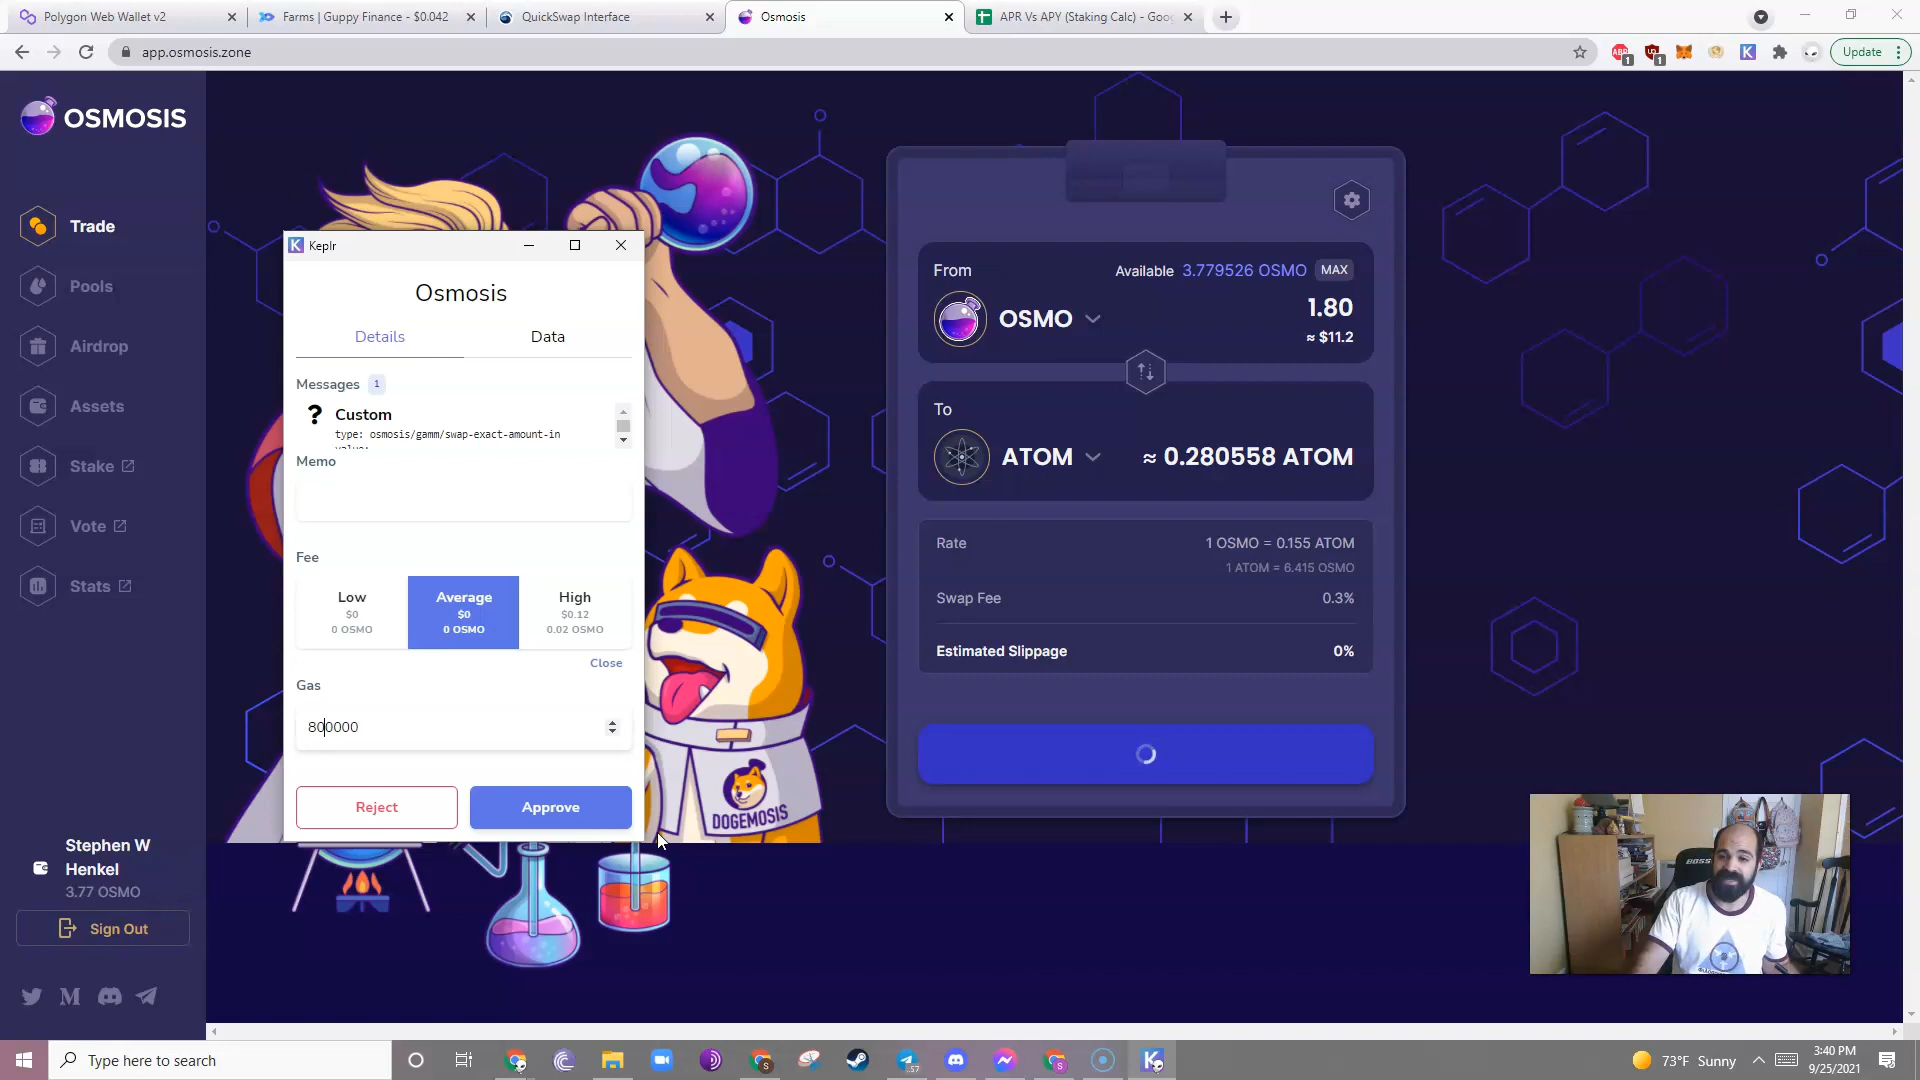 Polygon Web Wallet v2
Farms | Guppy Finance - $0.042
QuickSwap Interface
Osmosis
APR Vs APY (Staking Calc) - Goog
app.osmosis.zone
Update
OSMOSIS
Trade
Pools
Airdrop
Assets
Stake
Vote
Stats
Stephen W
Henkel
3.77 OSMO
Sign Out
Keplr
Osmosis
Details
Data
Messages 1
? Custom
type: osmosis/gamm/swap-exact-amount-in
value:
Memo
Fee
Low
$0
0 OSMO
Average
$0
0 OSMO
High
$0.12
0.02 OSMO
Close
Gas
800000
Reject
Approve
DOGEMOSIS
From
Available 3.779526 OSMO MAX
OSMO
1.80
≈ $11.2
To
ATOM
≈ 0.280558 ATOM
Rate
1 OSMO = 0.155 ATOM
1 ATOM = 6.415 OSMO
Swap Fee
0.3%
Estimated Slippage
0%
BOSS
Type here to search
73°F Sunny
3:40 PM
9/25/2021